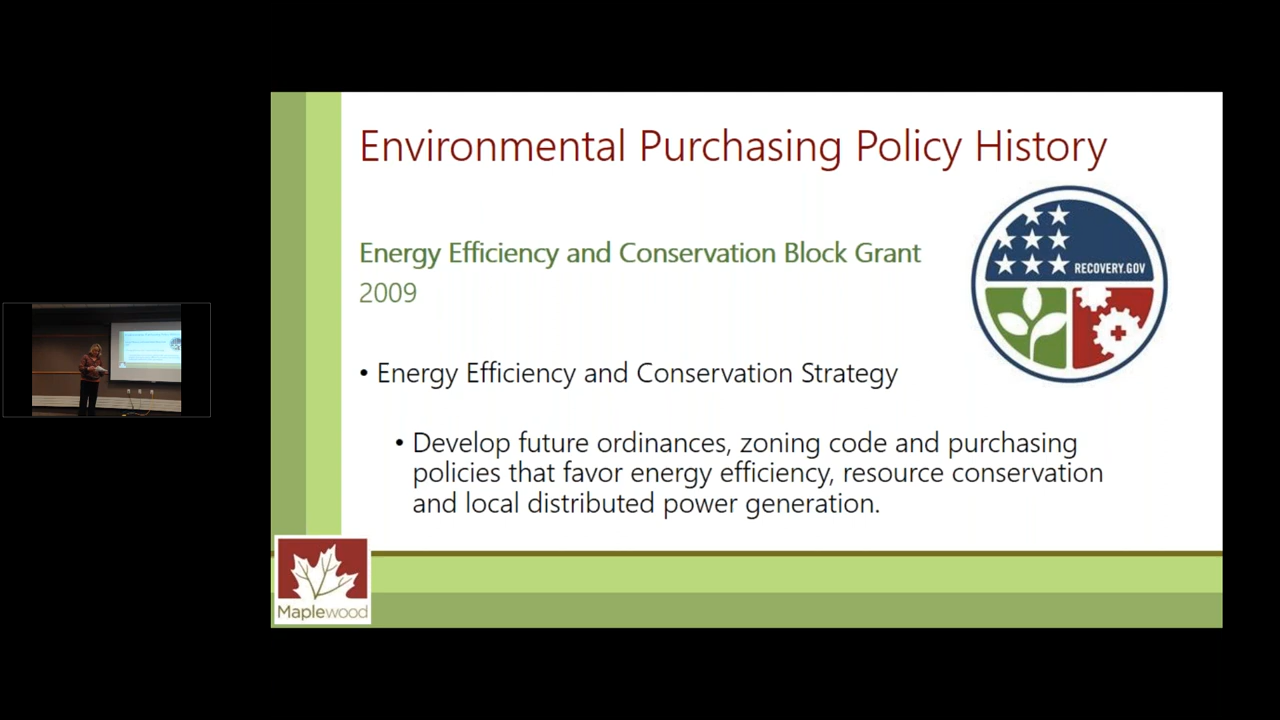 Environmental Purchasing Policy History
Energy Efficiency and Conservation Block Grant
2009
RECOVERY.GOV
• Energy Efficiency and Conservation Strategy
• Develop future ordinances, zoning code and purchasing
policies that favor energy efficiency, resource conservation
and local distributed power generation.
Maplewood